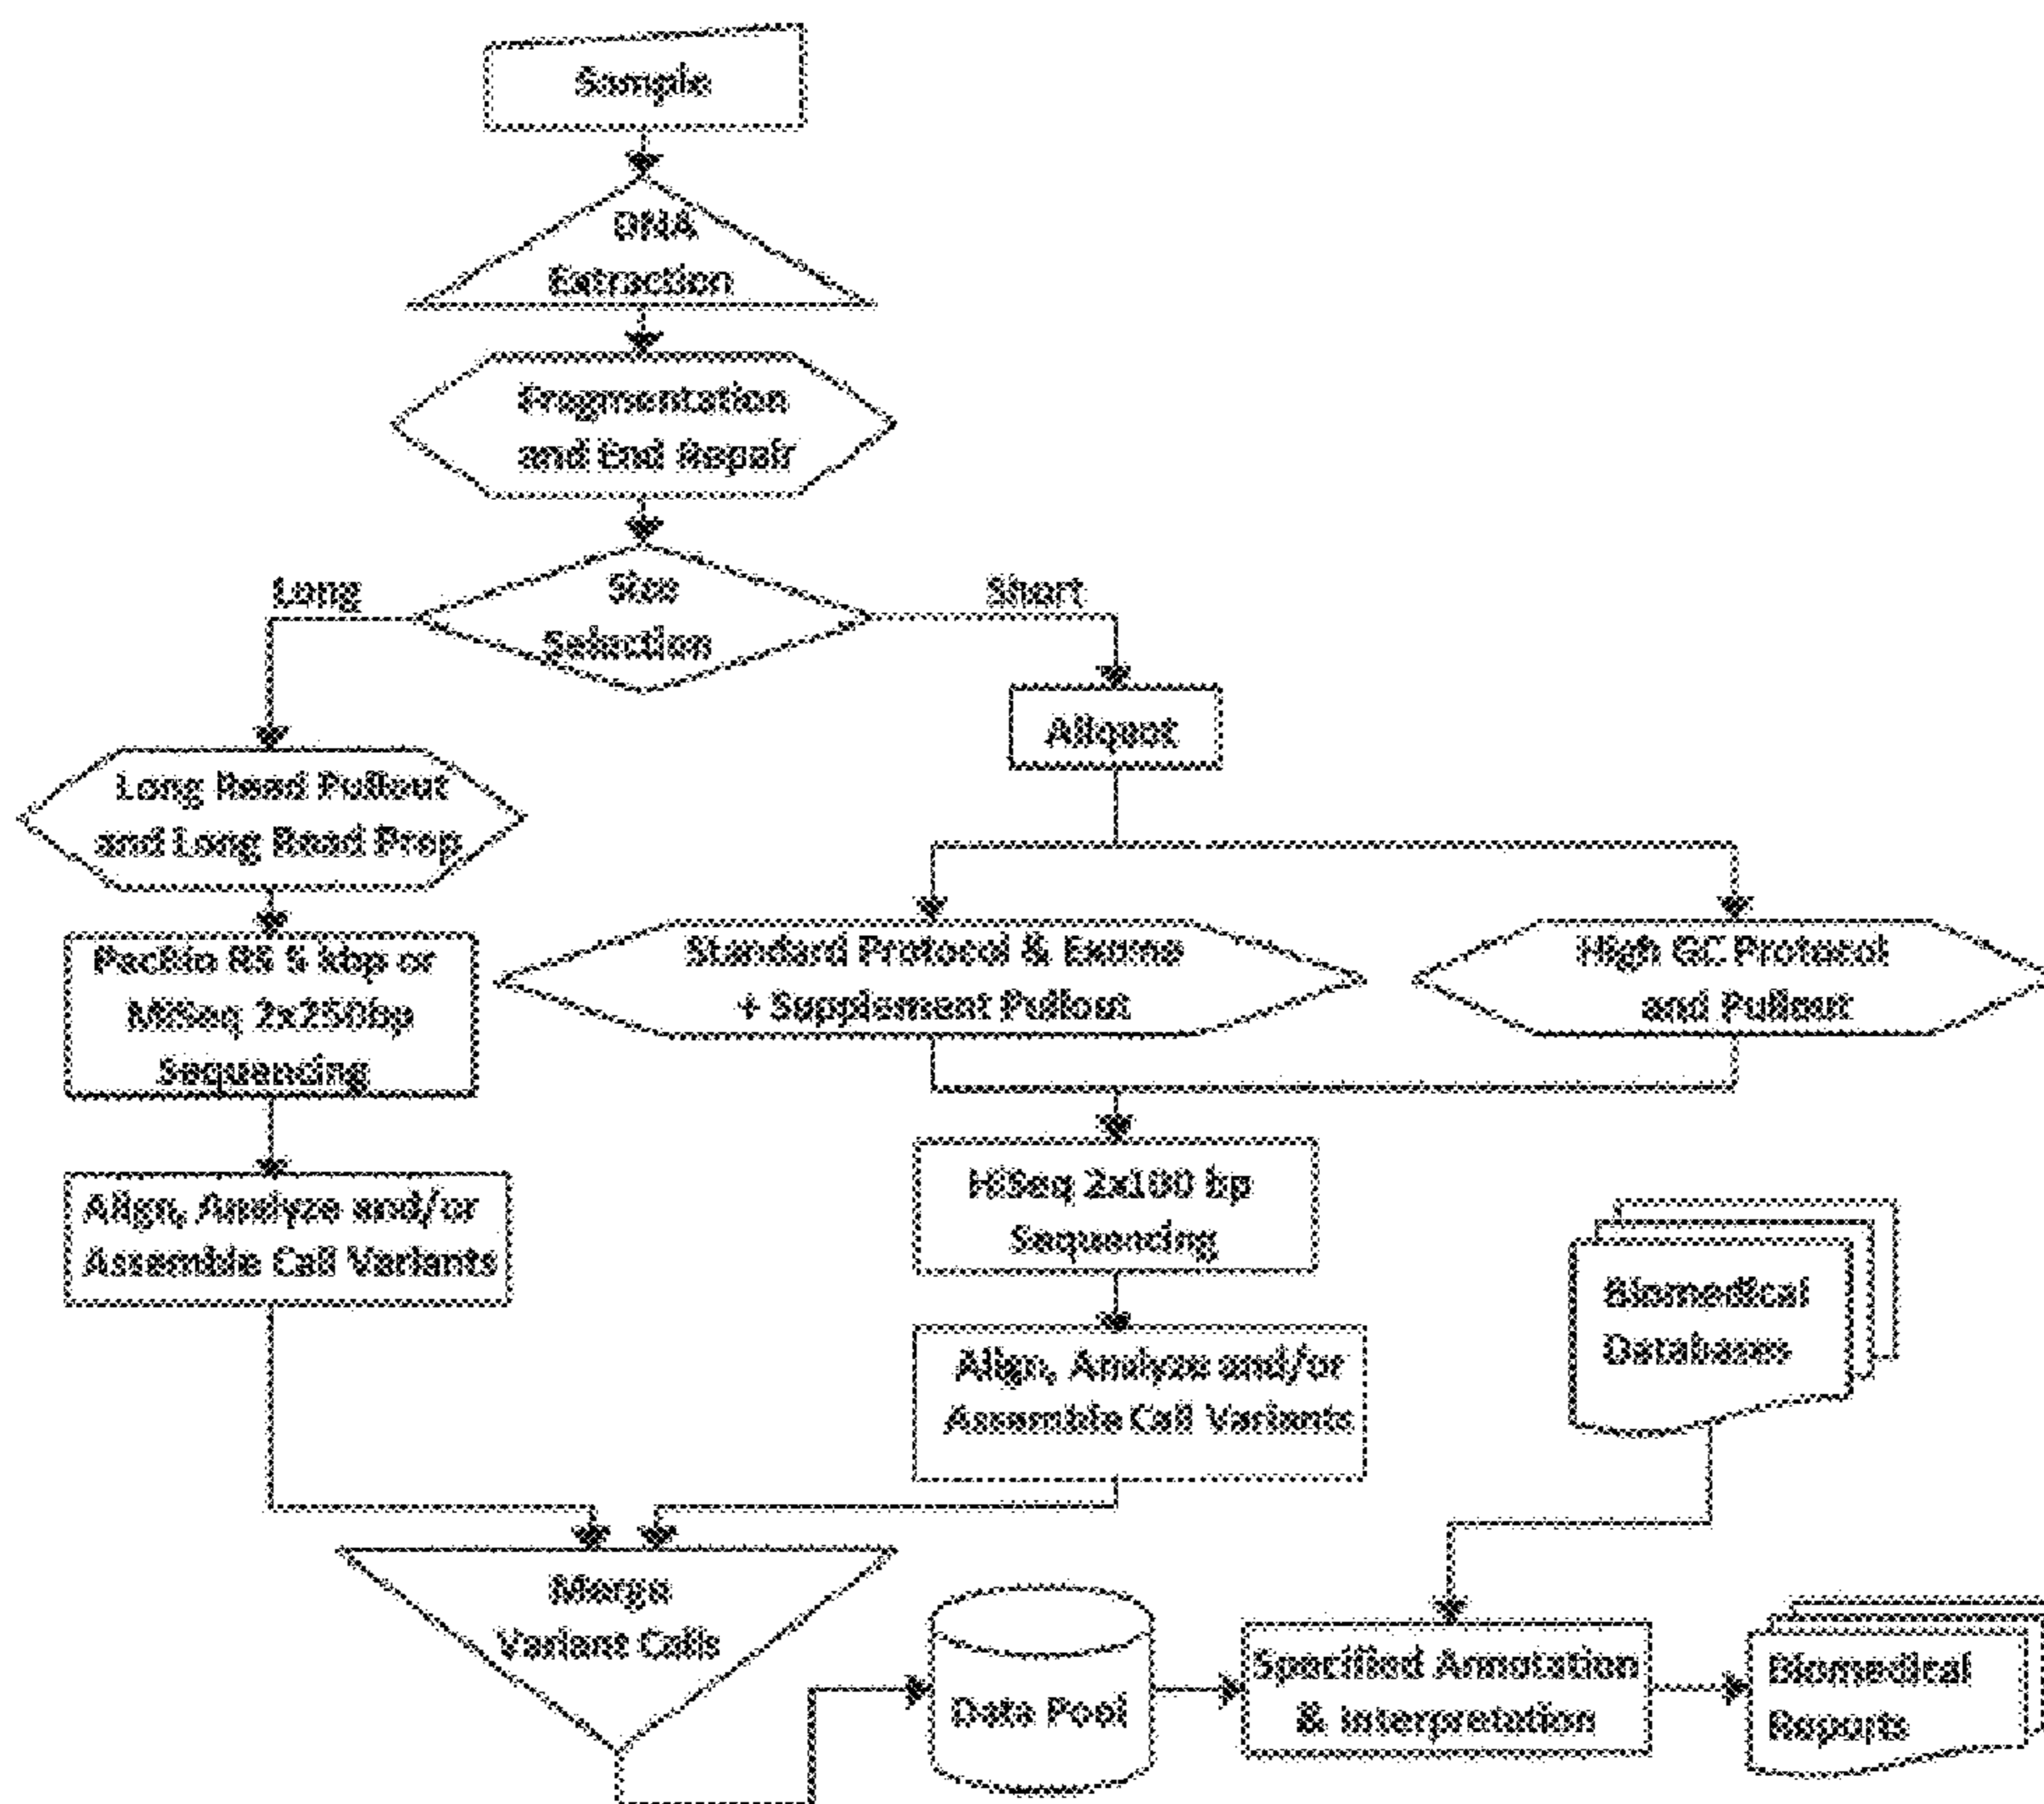 Sample
DNA
Extraction
Fragmentation
and End Repair
Size
Selection
Long
Short
Aliquot
Long Read Pullout
and Long Read Prep
PacBio RS 5 kbp or
MiSeq 2x250bp
Sequencing
Standard Protocol & Exome
+ Supplement Pullout
High GC Protocol
and Pullout
HiSeq 2x100 bp
Sequencing
Align, Analyze and/or
Assemble Call Variants
Align, Analyze and/or
Assemble Call Variants
Biomedical
Databases
Merge
Variant Calls
Data Pool
Specified Annotation
& Interpretation
Biomedical
Reports